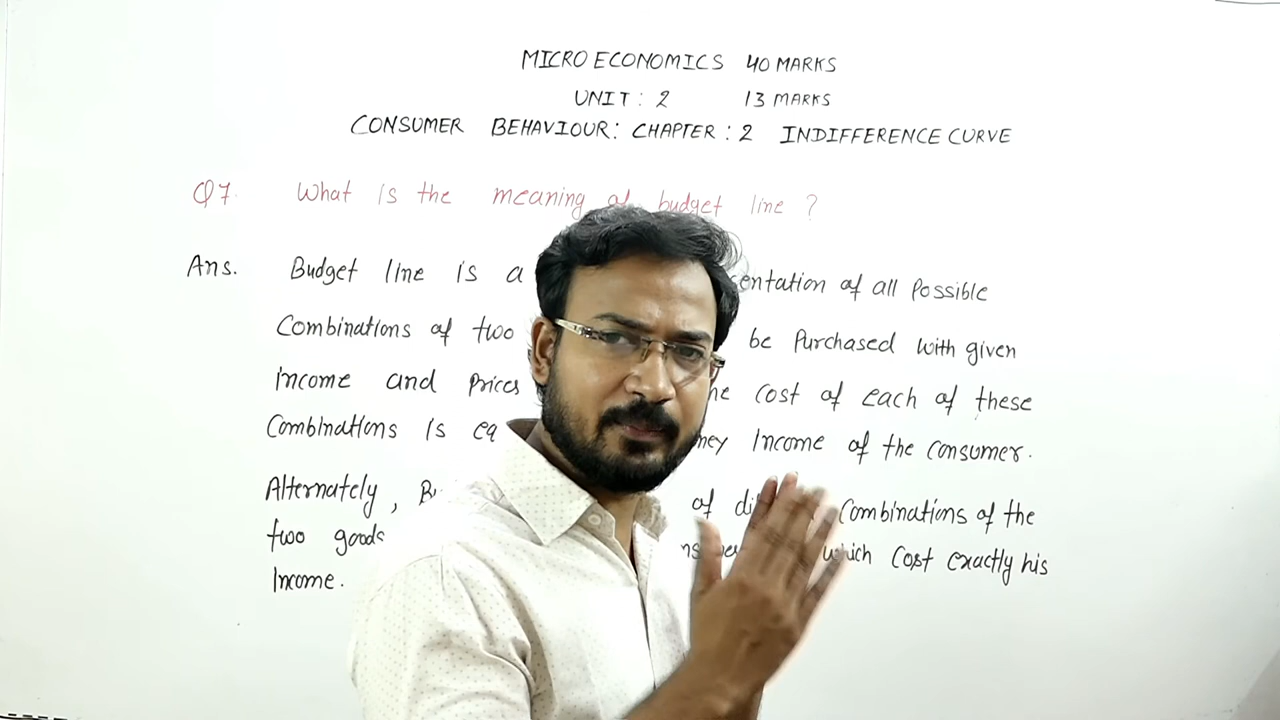 MICRO ECONOMICS 40 MARKS
UNIT : 2 13 MARKS
CONSUMER BEHAVIOUR: CHAPTER : 2 INDIFFERENCE CURVE
Q7. What is the meaning of budget line ?
Ans. Budget line is a entation of all Possible
Combinations of two be Purchased with given
income and Prices cost of each of these
Combinations is Income of the consumer.
Alternately, of Combinations of the
two goods which Cost exactly his
Income.